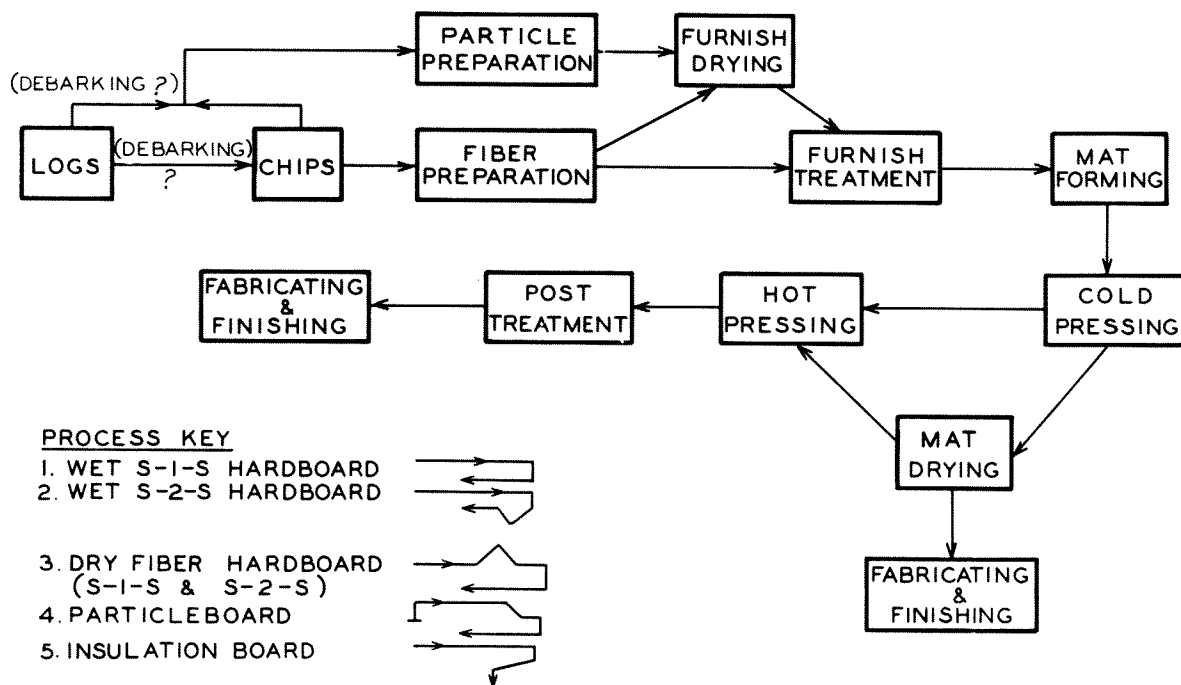 PARTICLE
PREPARATION
FURNISH
DRYING
(DEBARKING ?)
LOGS
(DEBARKING)
?
CHIPS
FIBER
PREPARATION
FURNISH
TREATMENT
MAT
FORMING
FABRICATING
&
FINISHING
POST
TREATMENT
HOT
PRESSING
COLD
PRESSING
MAT
DRYING
FABRICATING
&
FINISHING
PROCESS KEY
1. WET S-1-S HARDBOARD
2. WET S-2-S HARDBOARD
3. DRY FIBER HARDBOARD
(S-1-S & S-2-S)
4. PARTICLEBOARD
5. INSULATION BOARD